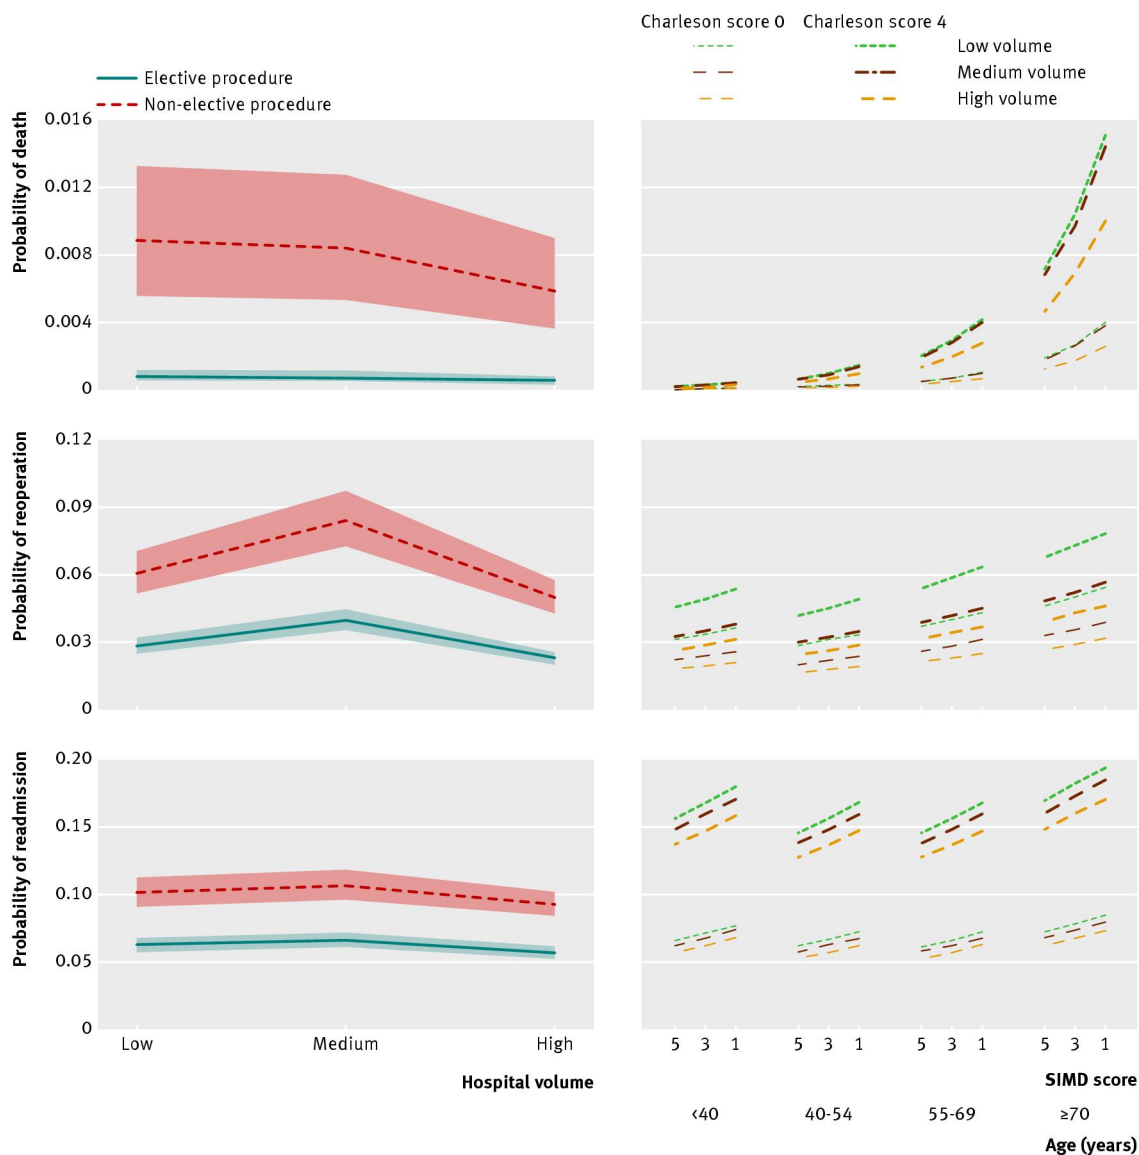 Charleson score 0 Charleson score 4
Low volume
Medium volume
High volume
Elective procedure
Non-elective procedure
Probability of death
0.016
0.012
0.008
0.004
0
Probability of reoperation
0.12
0.09
0.06
0.03
0
Probability of readmission
0.20
0.15
0.10
0.05
0
Low Medium High
Hospital volume
5 3 1 5 3 1 5 3 1 5 3 1
SIMD score
<40 40-54 55-69 ≥70
Age (years)